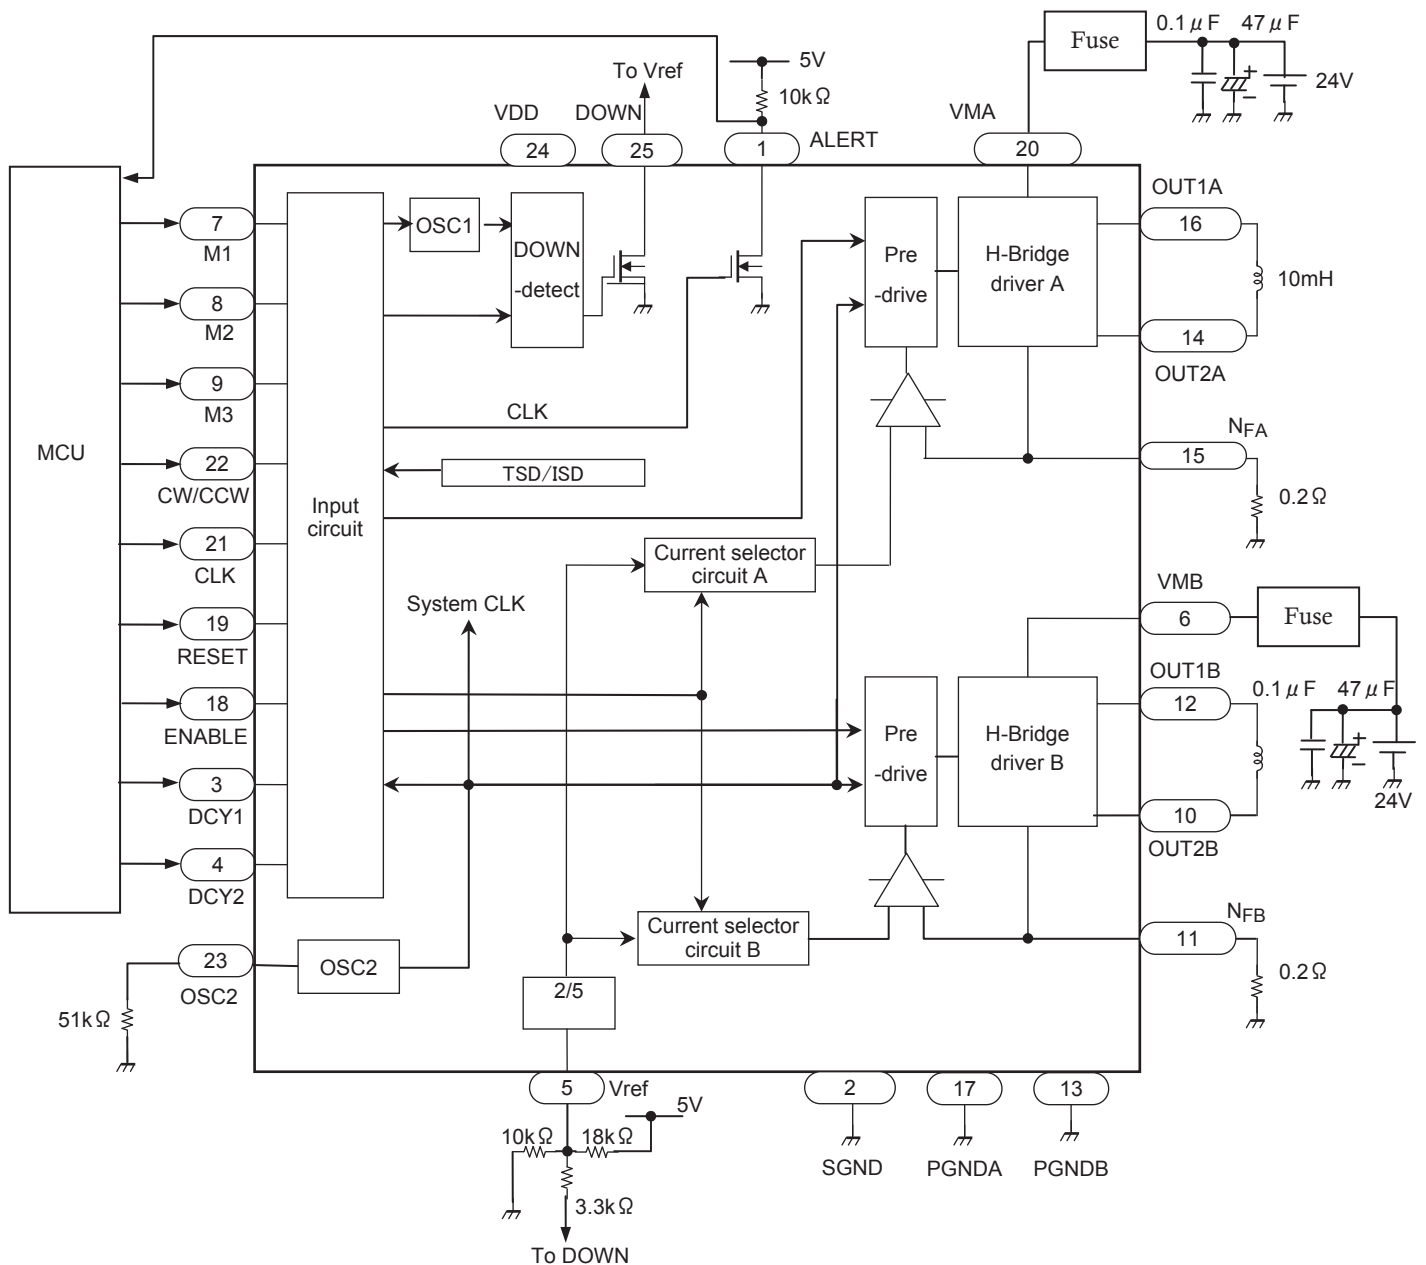 Fuse
0.1 μ F
47 μ F
24V
5V
To Vref
10kΩ
VDD
DOWN
VMA
24
25
1
ALERT
20
OUT1A
16
7
M1
OSC1
DOWN
-detect
Pre
-drive
H-Bridge
driver A
10mH
8
M2
14
OUT2A
9
M3
CLK
NFA
15
MCU
22
CW/CCW
TSD/ISD
0.2Ω
Input
circuit
21
CLK
Current selector
circuit A
VMB
System CLK
6
Fuse
19
RESET
OUT1B
12
0.1 μ F
47 μ F
18
ENABLE
Pre
-drive
H-Bridge
driver B
3
DCY1
24V
10
OUT2B
4
DCY2
Current selector
circuit B
NFB
11
23
OSC2
OSC2
0.2Ω
2/5
51kΩ
5
Vref
2
17
13
5V
10kΩ
18kΩ
SGND
PGNDA
PGNDB
3.3kΩ
To DOWN
+
−
+
−